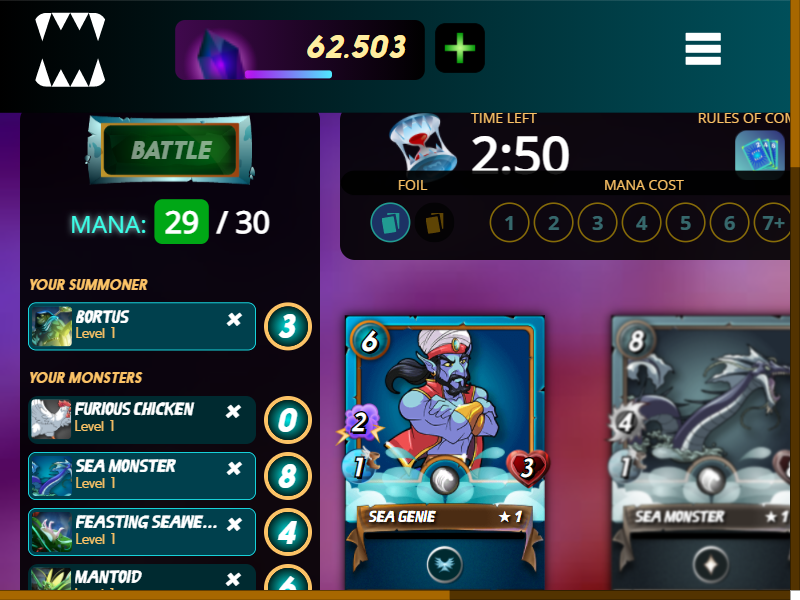 62.503
BATTLE
MANA: 29 / 30
YOUR SUMMONER
BORTUS
Level 1
3
YOUR MONSTERS
FURIOUS CHICKEN
Level 1
0
SEA MONSTER
Level 1
8
FEASTING SEAWE...
Level 1
4
MANTOID
6
TIME LEFT
2:50
RULES OF COM
FOIL
MANA COST
1 2 3 4 5 6 7+
6
2
1
3
SEA GENIE ★ 1
8
4
1
SEA MONSTER ★ 1